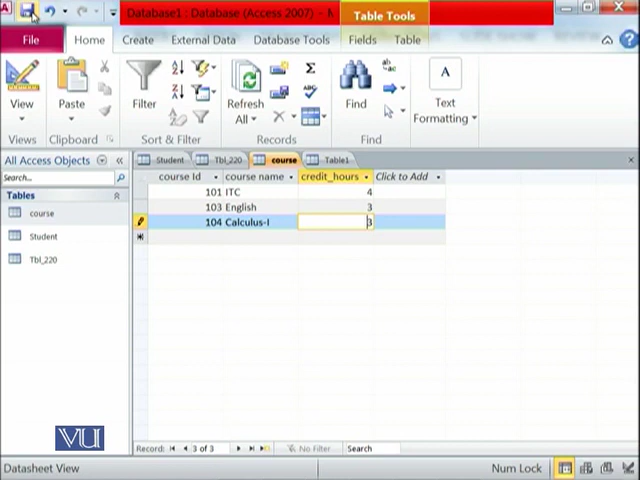 Database1 : Database (Access 2007) -
Table Tools
File
Home
Create
External Data
Database Tools
Fields
Table
View
Paste
Filter
Refresh
All
Find
Text
Formatting
Views
Clipboard
Sort & Filter
Records
Find
All Access Objects
Search...
Tables
course
Student
Tbl_220
Student
Tbl_220
course
Table1
course Id
course name
credit_hours
Click to Add
101 ITC 4
103 English 3
104 Calculus-I 3
VU
Record:
3 of 3
No Filter
Search
Datasheet View
Num Lock